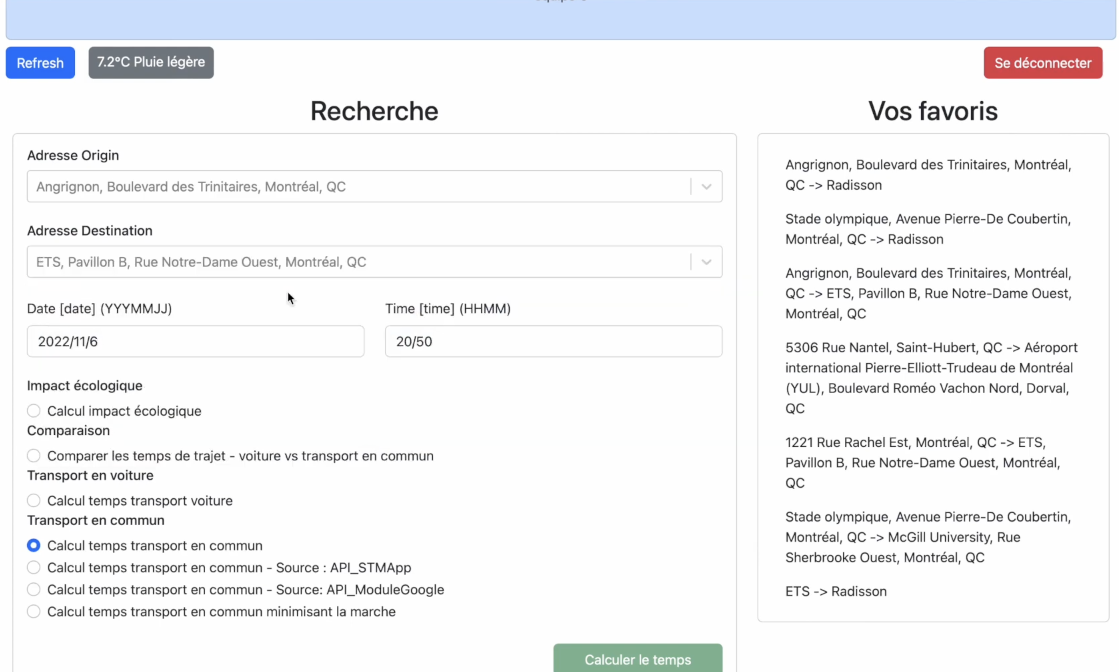 Refresh
7.2°C Pluie légère
Se déconnecter
Recherche
Adresse Origin
Angrignon, Boulevard des Trinitaires, Montréal, QC
Adresse Destination
ETS, Pavillon B, Rue Notre-Dame Ouest, Montréal, QC
Date [date] (YYYMMJJ)
Time [time] (HHMM)
2022/11/6
20/50
Impact écologique
Calcul impact écologique
Comparaison
Comparer les temps de trajet - voiture vs transport en commun
Transport en voiture
Calcul temps transport voiture
Transport en commun
Calcul temps transport en commun
Calcul temps transport en commun - Source : API_STMApp
Calcul temps transport en commun - Source: API_ModuleGoogle
Calcul temps transport en commun minimisant la marche
Calculer le temps
Vos favoris
Angrignon, Boulevard des Trinitaires, Montréal,
QC -> Radisson
Stade olympique, Avenue Pierre-De Coubertin,
Montréal, QC -> Radisson
Angrignon, Boulevard des Trinitaires, Montréal,
QC -> ETS, Pavillon B, Rue Notre-Dame Ouest,
Montréal, QC
5306 Rue Nantel, Saint-Hubert, QC -> Aéroport
international Pierre-Elliott-Trudeau de Montréal
(YUL), Boulevard Roméo Vachon Nord, Dorval,
QC
1221 Rue Rachel Est, Montréal, QC -> ETS,
Pavillon B, Rue Notre-Dame Ouest, Montréal,
QC
Stade olympique, Avenue Pierre-De Coubertin,
Montréal, QC -> McGill University, Rue
Sherbrooke Ouest, Montréal, QC
ETS -> Radisson